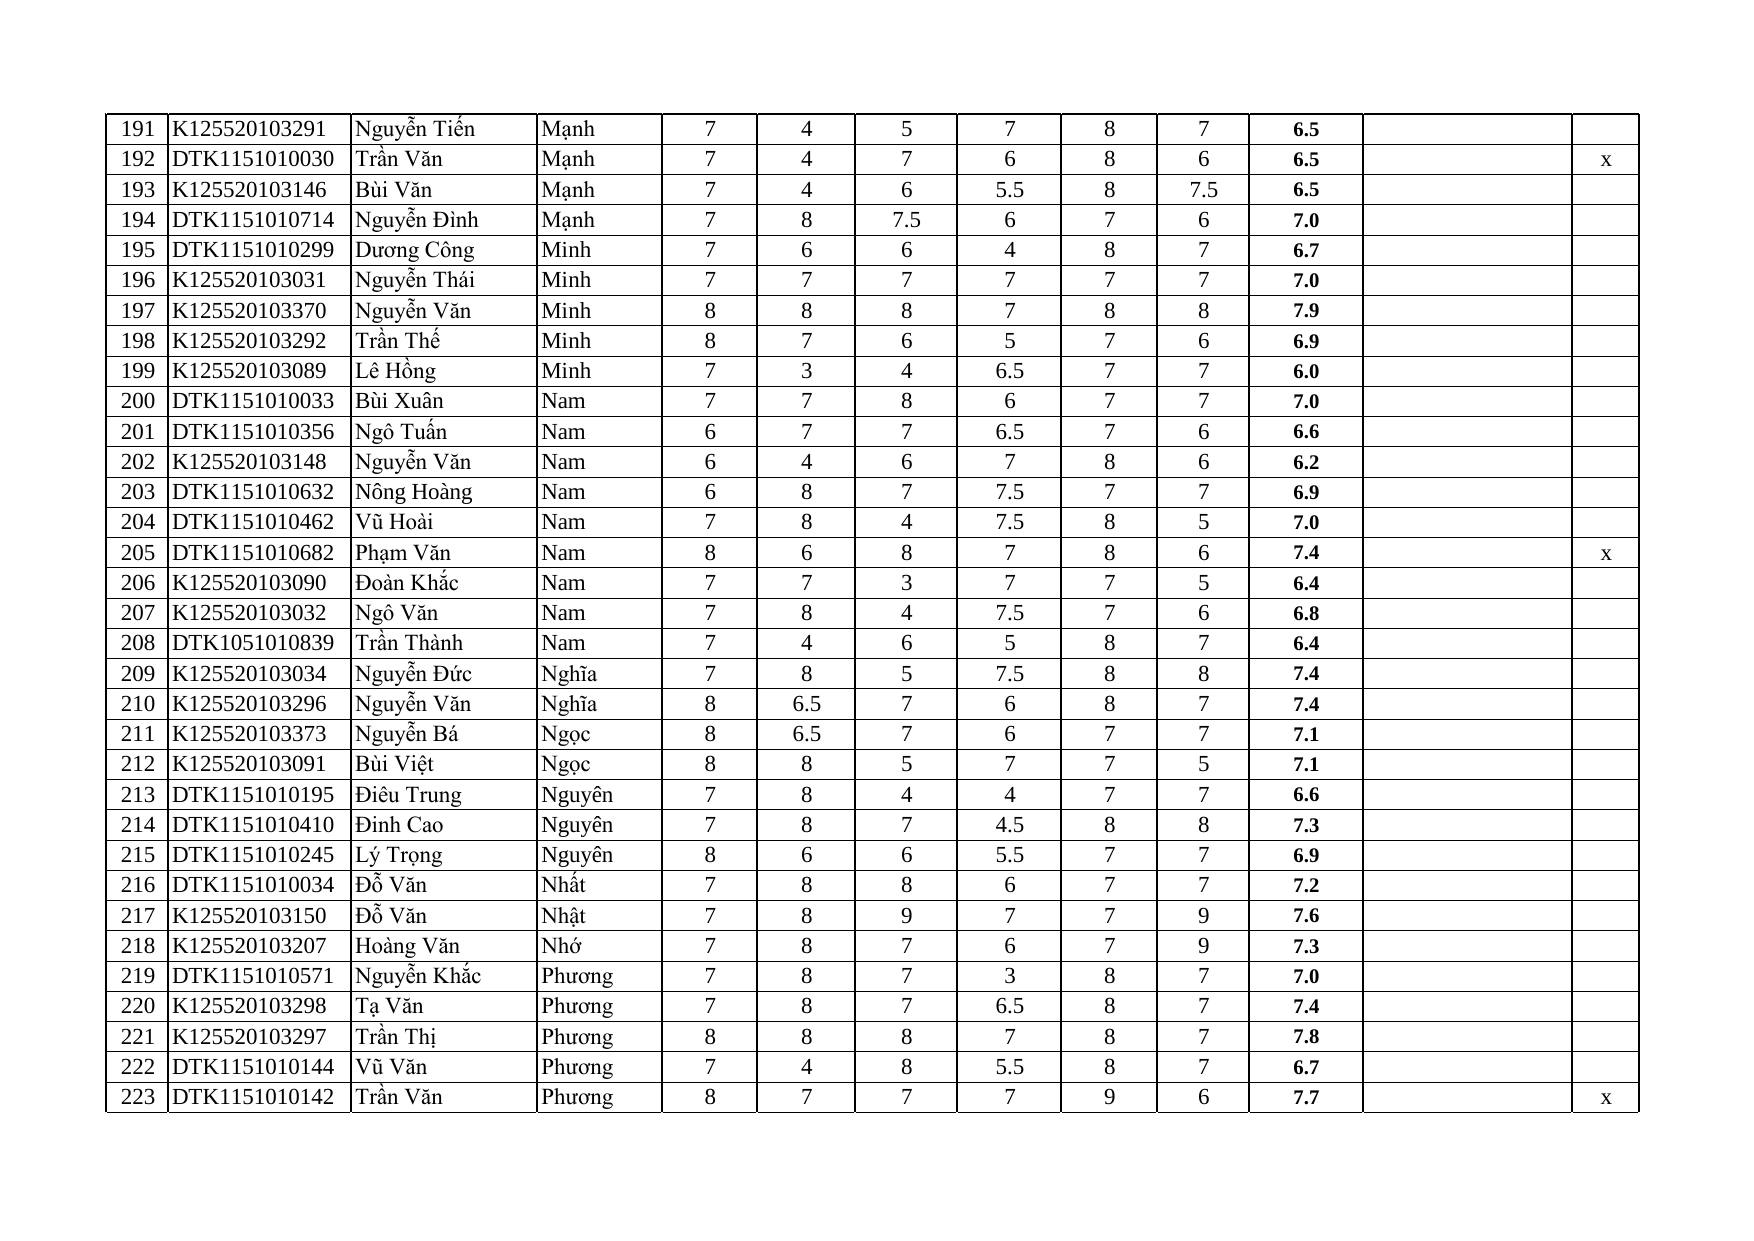 191 K125520103291 Nguyễn Tiến Mạnh 7 4 5 7 8 7 6.5
192 DTK1151010030 Trần Văn Mạnh 7 4 7 6 8 6 6.5 x
193 K125520103146 Bùi Văn Mạnh 7 4 6 5.5 8 7.5 6.5
194 DTK1151010714 Nguyễn Đình Mạnh 7 8 7.5 6 7 6 7.0
195 DTK1151010299 Dương Công Minh 7 6 6 4 8 7 6.7
196 K125520103031 Nguyễn Thái Minh 7 7 7 7 7 7 7.0
197 K125520103370 Nguyễn Văn Minh 8 8 8 7 8 8 7.9
198 K125520103292 Trần Thế Minh 8 7 6 5 7 6 6.9
199 K125520103089 Lê Hồng Minh 7 3 4 6.5 7 7 6.0
200 DTK1151010033 Bùi Xuân Nam 7 7 8 6 7 7 7.0
201 DTK1151010356 Ngô Tuấn Nam 6 7 7 6.5 7 6 6.6
202 K125520103148 Nguyễn Văn Nam 6 4 6 7 8 6 6.2
203 DTK1151010632 Nông Hoàng Nam 6 8 7 7.5 7 7 6.9
204 DTK1151010462 Vũ Hoài Nam 7 8 4 7.5 8 5 7.0
205 DTK1151010682 Phạm Văn Nam 8 6 8 7 8 6 7.4 x
206 K125520103090 Đoàn Khắc Nam 7 7 3 7 7 5 6.4
207 K125520103032 Ngô Văn Nam 7 8 4 7.5 7 6 6.8
208 DTK1051010839 Trần Thành Nam 7 4 6 5 8 7 6.4
209 K125520103034 Nguyễn Đức Nghĩa 7 8 5 7.5 8 8 7.4
210 K125520103296 Nguyễn Văn Nghĩa 8 6.5 7 6 8 7 7.4
211 K125520103373 Nguyễn Bá Ngọc 8 6.5 7 6 7 7 7.1
212 K125520103091 Bùi Việt Ngọc 8 8 5 7 7 5 7.1
213 DTK1151010195 Điêu Trung Nguyên 7 8 4 4 7 7 6.6
214 DTK1151010410 Đinh Cao Nguyên 7 8 7 4.5 8 8 7.3
215 DTK1151010245 Lý Trọng Nguyên 8 6 6 5.5 7 7 6.9
216 DTK1151010034 Đỗ Văn Nhất 7 8 8 6 7 7 7.2
217 K125520103150 Đỗ Văn Nhật 7 8 9 7 7 9 7.6
218 K125520103207 Hoàng Văn Nhớ 7 8 7 6 7 9 7.3
219 DTK1151010571 Nguyễn Khắc Phương 7 8 7 3 8 7 7.0
220 K125520103298 Tạ Văn Phương 7 8 7 6.5 8 7 7.4
221 K125520103297 Trần Thị Phương 8 8 8 7 8 7 7.8
222 DTK1151010144 Vũ Văn Phương 7 4 8 5.5 8 7 6.7
223 DTK1151010142 Trần Văn Phương 8 7 7 7 9 6 7.7 x